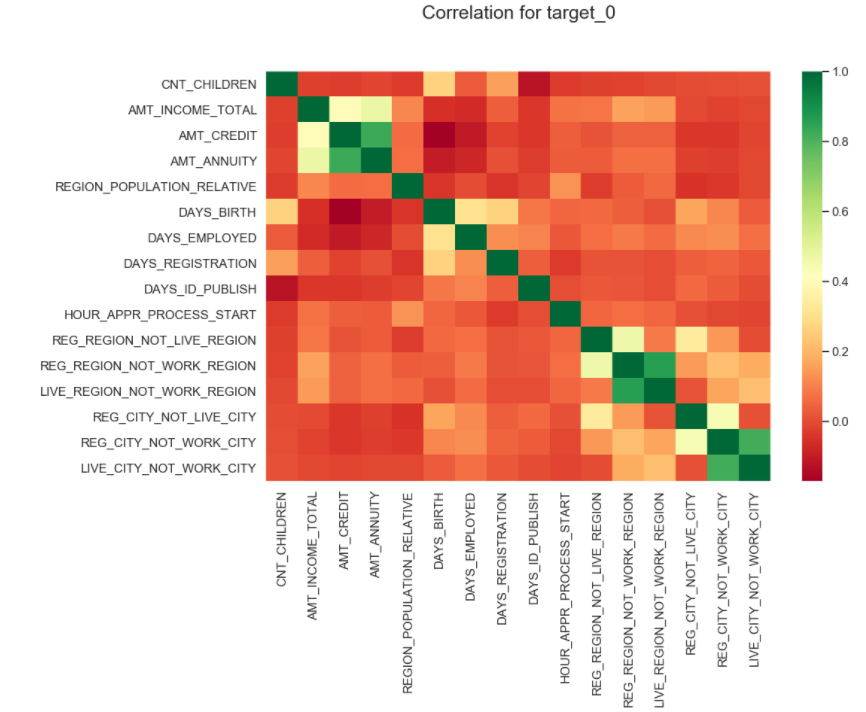 Correlation for target_0
CNT_CHILDREN
AMT_INCOME_TOTAL
AMT_CREDIT
AMT_ANNUITY
REGION_POPULATION_RELATIVE
DAYS_BIRTH
DAYS_EMPLOYED
DAYS_REGISTRATION
DAYS_ID_PUBLISH
HOUR_APPR_PROCESS_START
REG_REGION_NOT_LIVE_REGION
REG_REGION_NOT_WORK_REGION
LIVE_REGION_NOT_WORK_REGION
REG_CITY_NOT_LIVE_CITY
REG_CITY_NOT_WORK_CITY
LIVE_CITY_NOT_WORK_CITY
CNT_CHILDREN
AMT_INCOME_TOTAL
AMT_CREDIT
AMT_ANNUITY
REGION_POPULATION_RELATIVE
DAYS_BIRTH
DAYS_EMPLOYED
DAYS_REGISTRATION
DAYS_ID_PUBLISH
HOUR_APPR_PROCESS_START
REG_REGION_NOT_LIVE_REGION
REG_REGION_NOT_WORK_REGION
LIVE_REGION_NOT_WORK_REGION
REG_CITY_NOT_LIVE_CITY
REG_CITY_NOT_WORK_CITY
LIVE_CITY_NOT_WORK_CITY
1.0
0.8
0.6
0.4
0.2
0.0